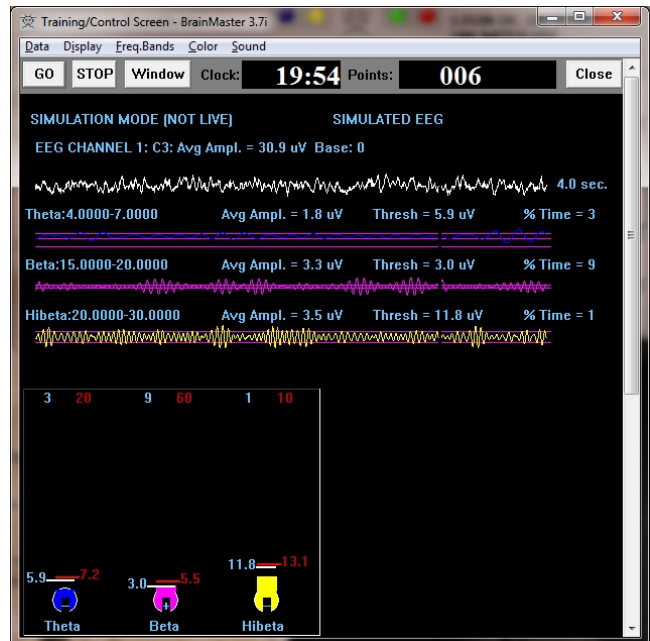 Training/Control Screen - BrainMaster 3.7i
Data Display Freq.Bands Color Sound
GO STOP Window Clock: 19:54 Points: 006 Close
SIMULATION MODE (NOT LIVE) SIMULATED EEG
EEG CHANNEL 1: C3: Avg Ampl. = 30.9 uV Base: 0
4.0 sec.
Theta:4.0000-7.0000 Avg Ampl. = 1.8 uV Thresh = 5.9 uV % Time = 3
Beta:15.0000-20.0000 Avg Ampl. = 3.3 uV Thresh = 3.0 uV % Time = 9
Hibeta:20.0000-30.0000 Avg Ampl. = 3.5 uV Thresh = 11.8 uV % Time = 1
3 20 9 60 1 10
11.8 13.1
5.9 7.2 3.0 5.5
- + -
Theta Beta Hibeta